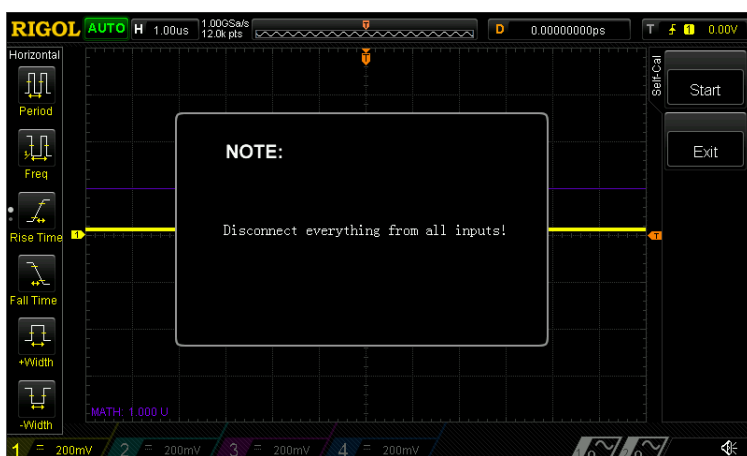 RIGOL AUTO H 1.00us 1.00GSa/s 12.0k pts D 0.00000000ps T 1 0.00V
Horizontal
Period
Freq
Rise Time
Fall Time
+Width
-Width
T
NOTE:
Disconnect everything from all inputs!
1
T
-MATH: 1.000 U
Self-Cal
Start
Exit
1 = 200mV 2 = 200mV 3 = 200mV 4 = 200mV